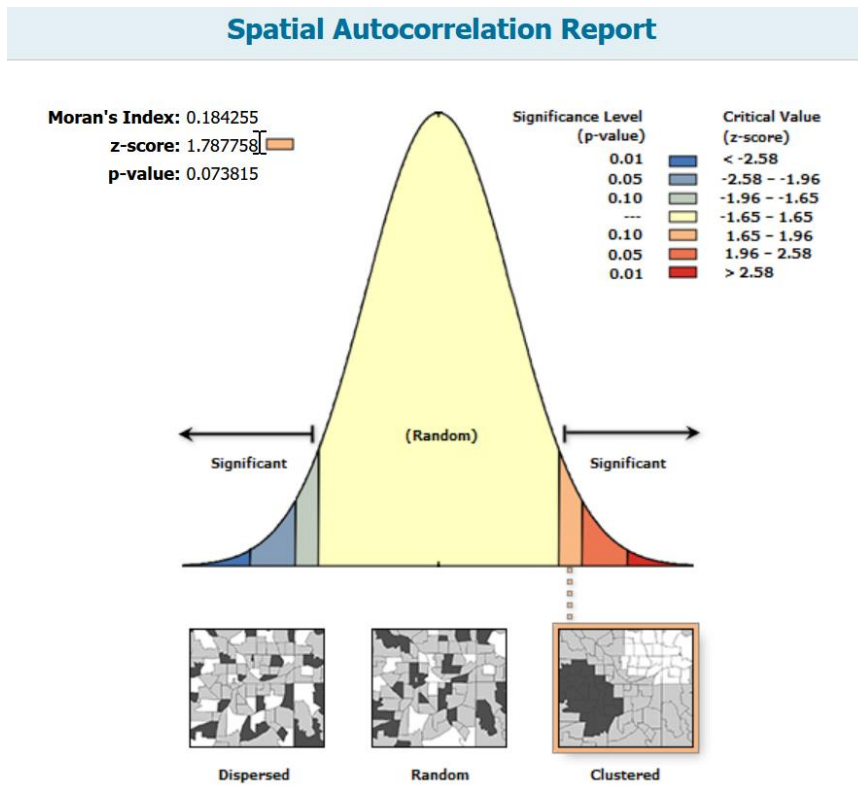 Spatial Autocorrelation Report
Moran's Index: 0.184255
z-score: 1.787758
p-value: 0.073815
Significance Level
(p-value)
Critical Value
(z-score)
0.01 < -2.58
0.05 -2.58 – -1.96
0.10 -1.96 – -1.65
--- -1.65 – 1.65
0.10 1.65 – 1.96
0.05 1.96 – 2.58
0.01 > 2.58
(Random)
Significant Significant
Dispersed Random Clustered